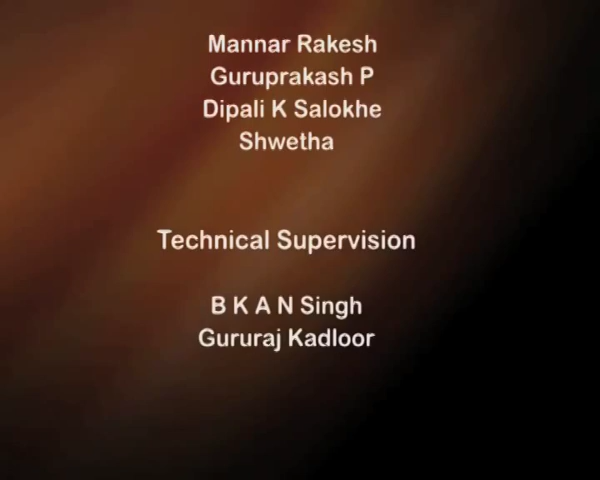 Mannar Rakesh
Guruprakash P
Dipali K Salokhe
Shwetha
Technical Supervision
B K A N Singh
Gururaj Kadloor